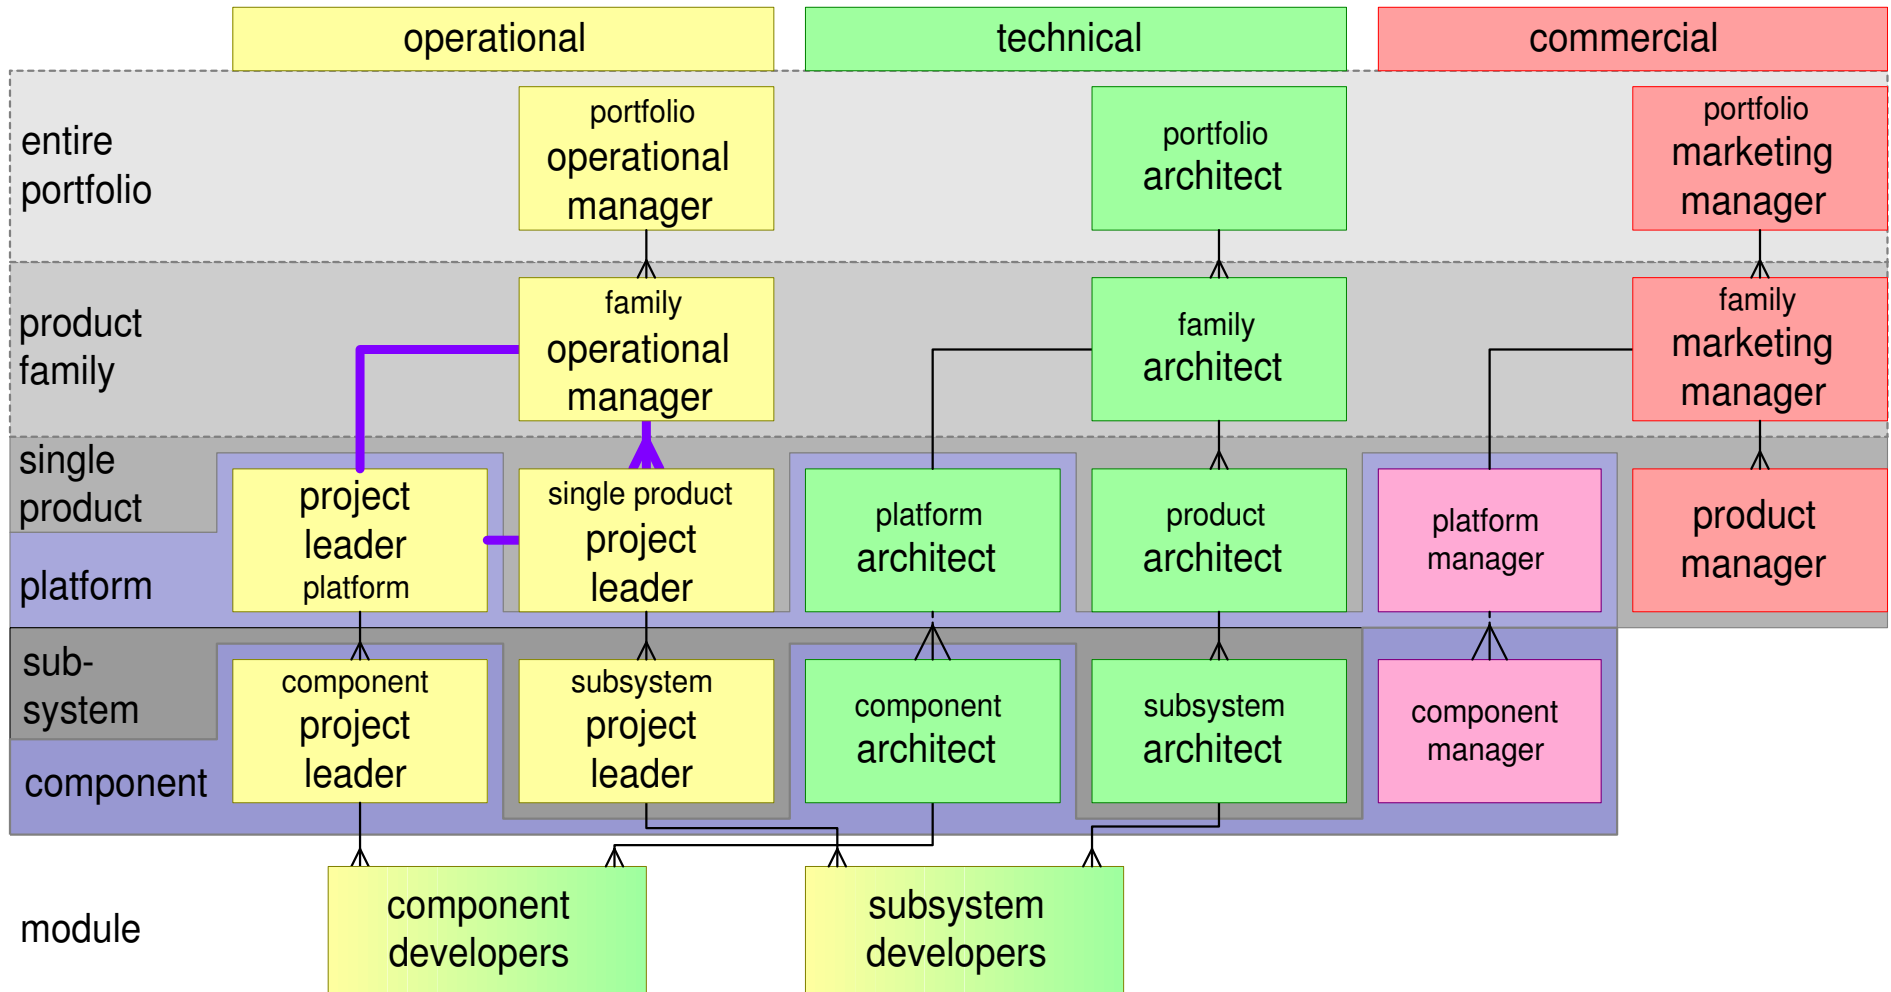 operational
technical
commercial
entire
portfolio
portfolio
operational
manager
portfolio
architect
portfolio
marketing
manager
product
family
family
operational
manager
family
architect
family
marketing
manager
single
product
platform
project
leader
platform
single product
project
leader
platform
architect
product
architect
platform
manager
product
manager
sub-
system
component
component
project
leader
subsystem
project
leader
component
architect
subsystem
architect
component
manager
module
component
developers
subsystem
developers